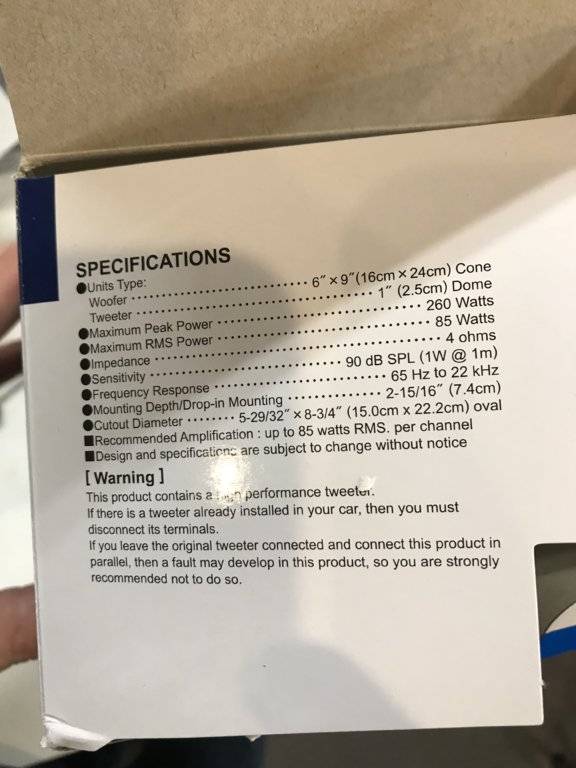 SPECIFICATIONS
●Units Type:
Woofer ·································· 6″ × 9″(16cm × 24cm) Cone
Tweeter ·············································· 1″ (2.5cm) Dome
●Maximum Peak Power ······································ 260 Watts
●Maximum RMS Power ········································ 85 Watts
●Impedance ······················································ 4 ohms
●Sensitivity ······································ 90 dB SPL (1W @ 1m)
●Frequency Response ································ 65 Hz to 22 kHz
●Mounting Depth/Drop-in Mounting ·············· 2-15/16″ (7.4cm)
●Cutout Diameter ········ 5-29/32″ × 8-3/4″ (15.0cm x 22.2cm) oval
■Recommended Amplification : up to 85 watts RMS. per channel
■Design and specifications are subject to change without notice
[ Warning ]
This product contains a high performance tweeter.
If there is a tweeter already installed in your car, then you must
disconnect its terminals.
If you leave the original tweeter connected and connect this product in
parallel, then a fault may develop in this product, so you are strongly
recommended not to do so.